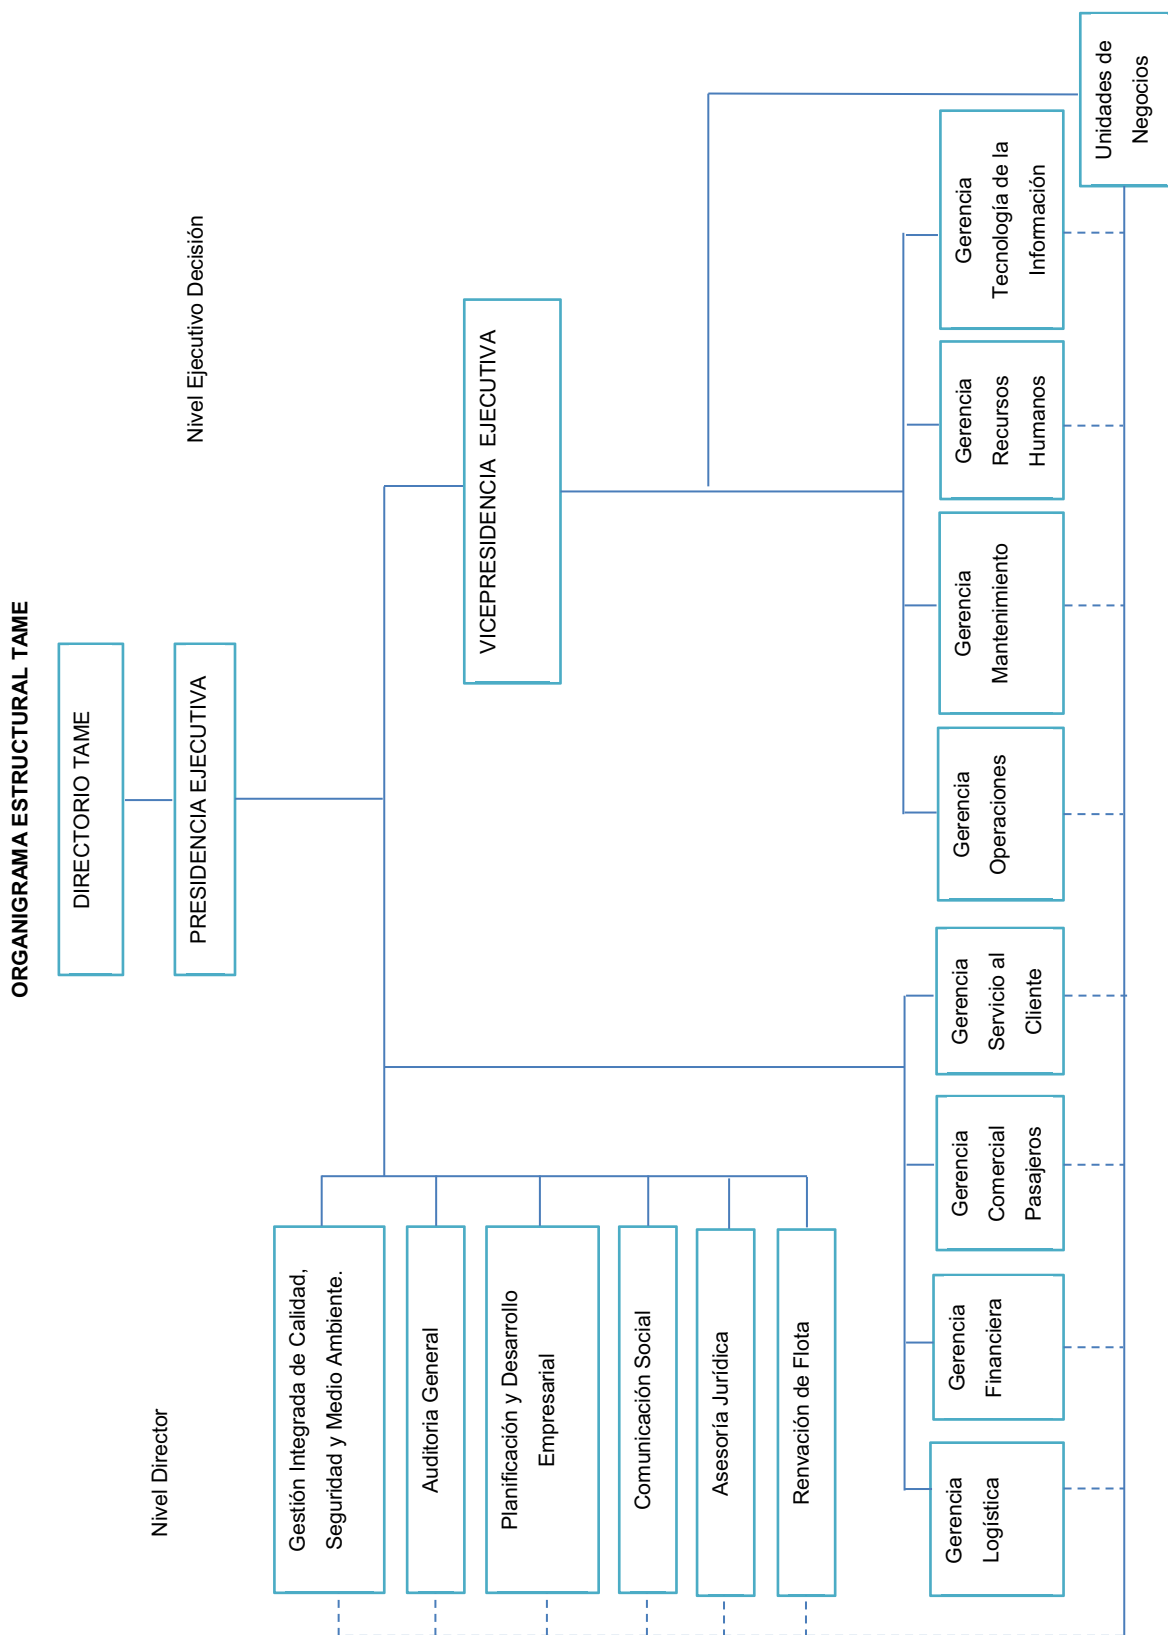 ORGANIGRAMA ESTRUCTURAL TAME
DIRECTORIO TAME
PRESIDENCIA EJECUTIVA
Nivel Director
Nivel Ejecutivo Decisión
Gestión Integrada de Calidad,
Seguridad y Medio Ambiente.
Auditoria General
Planificación y Desarrollo
Empresarial
Comunicación Social
Asesoría Jurídica
Renvación de Flota
VICEPRESIDENCIA EJECUTIVA
Gerencia
Logística
Gerencia
Financiera
Gerencia
Comercial
Pasajeros
Gerencia
Servicio al
Cliente
Gerencia
Operaciones
Gerencia
Mantenimiento
Gerencia
Recursos
Humanos
Gerencia
Tecnología de la
Información
Unidades de
Negocios